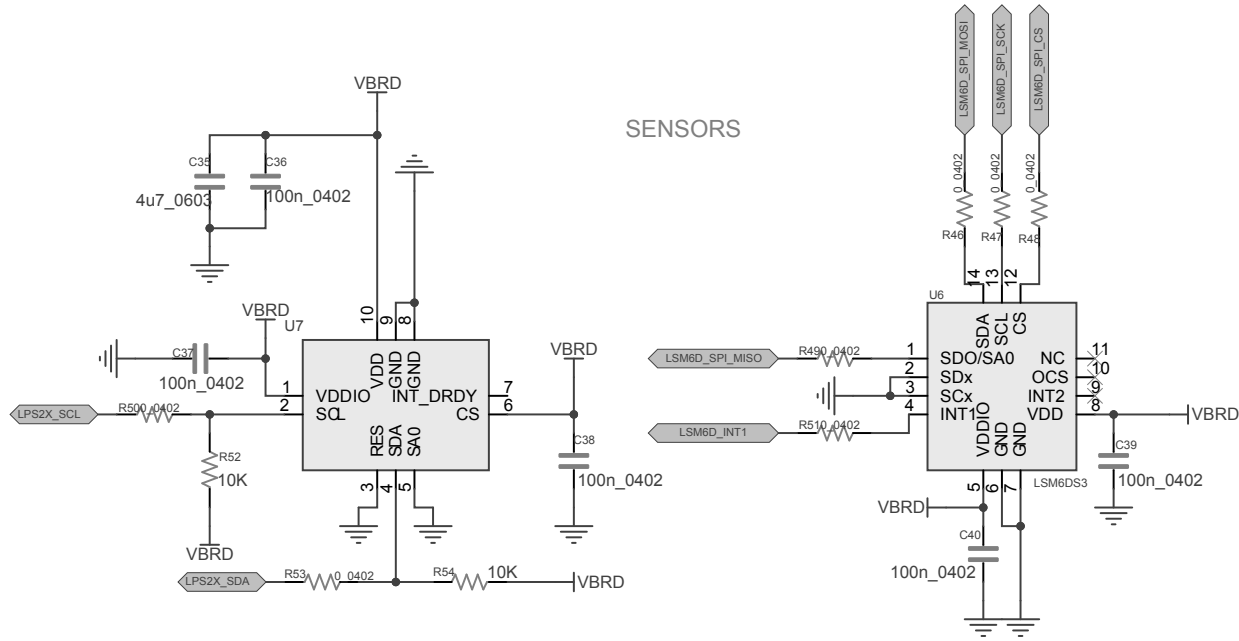 SENSORS
VBRD
C35
4u7_0603
C36
100n_0402
VBRD
U7
C37
100n_0402
LPS2X_SCL
R50
0_0402
R52
10K
VBRD
10
9
8
VDD
GND
GND
1
VDDIO
2
SCL
INT_DRDY
7
CS
6
RES
SDA
SA0
3
4
5
VBRD
C38
100n_0402
LPS2X_SDA
R53
0_0402
R54
10K
VBRD
LSM6D_SPI_MOSI
LSM6D_SPI_SCK
LSM6D_SPI_CS
0_0402
0_0402
0_0402
R46
R47
R48
14
13
12
U6
SDA
SCL
CS
LSM6D_SPI_MISO
R49
0_0402
1
SDO/SA0
2
SDx
3
SCx
4
INT1
LSM6D_INT1
R51
0_0402
NC
11
OCS
10
INT2
9
VDD
8
VBRD
VDDIO
GND
GND
5
6
7
LSM6DS3
C39
100n_0402
VBRD
C40
100n_0402